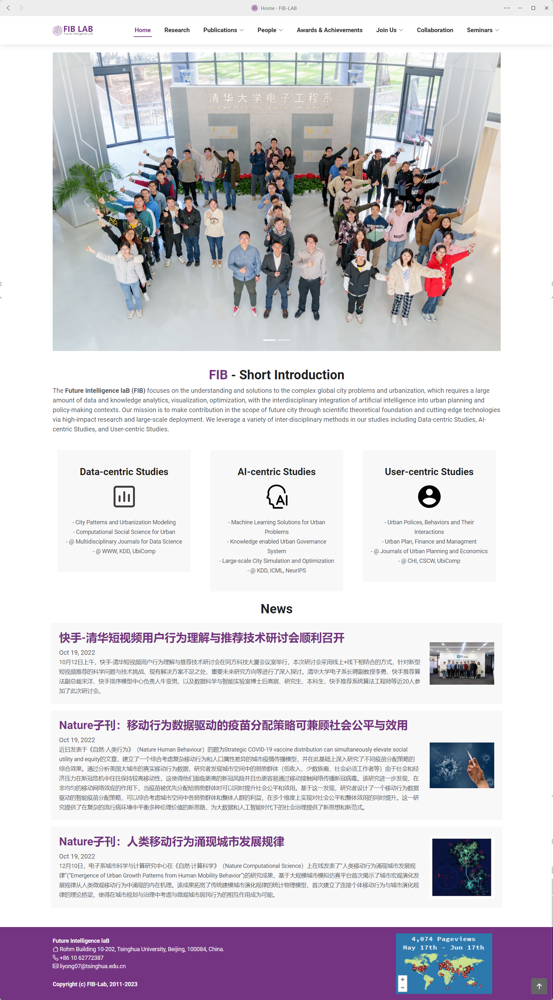 Home · FIB-LAB
FIB LAB
Future Intelligence LAB
Home
Research
Publications
People
Awards & Achievements
Join Us
Collaboration
Seminars
清华大学电子工程系
DEPARTMENT OF ELECTRONIC ENGINEERING TSINGHUA UNIVERSITY
FIB - Short Introduction
The Future Intelligence laB (FIB) focuses on the understanding and solutions to the complex global city problems and urbanization, which requires a large
amount of data and knowledge analytics, visualization, optimization, with the interdisciplinary integration of artificial intelligence into urban planning and
policy-making contexts. Our mission is to make contribution in the scope of future city through scientific theoretical foundation and cutting-edge technologies
via high-impact research and large-scale deployment. We leverage a variety of inter-disciplinary methods in our studies including Data-centric Studies, AI-
centric Studies, and User-centric Studies.
Data-centric Studies
- City Patterns and Urbanization Modeling
- Computational Social Science for Urban
- @ Multidisciplinary Journals for Data Science
- @ WWW, KDD, UbiComp
AI-centric Studies
AI
- Machine Learning Solutions for Urban
Problems
- Knowledge enabled Urban Governance
System
- Large-scale City Simulation and Optimization
- @ KDD, ICML, NeurIPS
User-centric Studies
- Urban Polices, Behaviors and Their
Interactions
- Urban Plan, Finance and Managment
- @ Journals of Urban Planning and Economics
- @ CHI, CSCW, UbiComp
News
快手-清华短视频用户行为理解与推荐技术研讨会顺利召开
Oct 19, 2022
10月12日上午，快手-清华短视频用户行为理解与推荐技术研讨会在同方科技大厦会议室举行，本次研讨会采用线上+线下相结合的方式，针对新型
短视频推荐的科学问题与技术挑战、现有解决方案不足之处、重要未来研究方向等进行了深入探讨。清华大学电子系长聘副教授李勇、快手推荐算
法副总裁宋洋、快手排序模型中心负责人牛亚男，以及数据科学与智能实验室博士后高宸、研究生、本科生、快手推荐系统算法工程师等近20人参
加了此次研讨会。
Nature子刊：移动行为数据驱动的疫苗分配策略可兼顾社会公平与效用
Oct 19, 2022
近日发表于《自然·人类行为》（Nature Human Behaviour）的题为Strategic COVID-19 vaccine distribution can simultaneously elevate social
utility and equity的文章，建立了一个综合考虑复杂移动行为和人口属性差异的城市疫情传播模型，并在此基础上深入研究了不同疫苗分配策略的
综合效果。通过分析美国大城市的真实移动行为数据，研究者发现城市空间中的弱势群体（低收入、少数族裔、社会必须工作者等）由于社会和经
济压力在新冠危机中往往保持较高移动性，这使得他们面临更高的新冠风险并且也更容易通过移动接触网络传播新冠病毒。该研究进一步发现，在
非均匀的移动网络效应的作用下，当疫苗被优先分配给弱势群体时可以同时提升社会公平和效用。基于这一发现，研究者设计了一个移动行为数据
驱动的智能疫苗分配策略，可以综合考虑城市空间中各弱势群体和整体人群的利益，在多个维度上实现对社会公平和整体效用的同时提升。这一研
究提供了在复杂的流行病环境中平衡多种伦理价值的新思路，为大数据和人工智能时代下的社会治理提供了新思想和新范式。
Nature子刊：人类移动行为涌现城市发展规律
Oct 19, 2022
12月10日，电子系城市科学与计算研究中心在《自然·计算科学》（Nature Computational Science）上在线发表了“人类移动行为涌现城市发展规
律”(“Emergence of Urban Growth Patterns from Human Mobility Behavior”)的研究成果，基于大规模城市模拟仿真平台首次揭示了城市宏观演化发
展规律从人类微观移动行为中涌现的内在机理。该成果拓宽了传统建模城市演化规律的统计物理模型，首次建立了连接个体移动行为与城市演化规
律的理论桥梁，使得在城市规划与治理中考虑与微观城市居民行为的相互作用成为可能。
Future Intelligence laB
Rohm Building 10-202, Tsinghua University, Beijing, 100084, China.
+86 10 62772387
liyong07@tsinghua.edu.cn
Copyright (c) FIB-Lab, 2011-2023
4,074 Pageviews
May 17th - Jun 17th
+
−